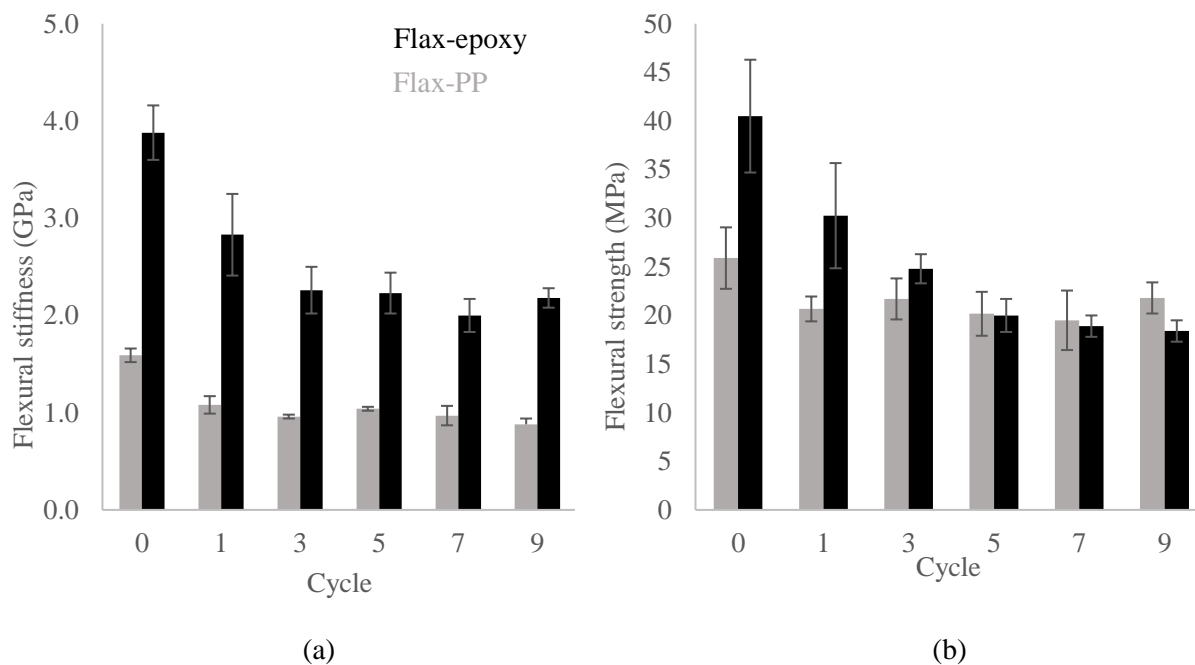 Flexural stiffness (GPa)
5.0
4.0
3.0
2.0
1.0
0.0
Flax-epoxy
Flax-PP
0 1 3 5 7 9
Cycle
(a)
Flexural strength (MPa)
50
45
40
35
30
25
20
15
10
5
0
0 1 3 5 7 9
Cycle
(b)